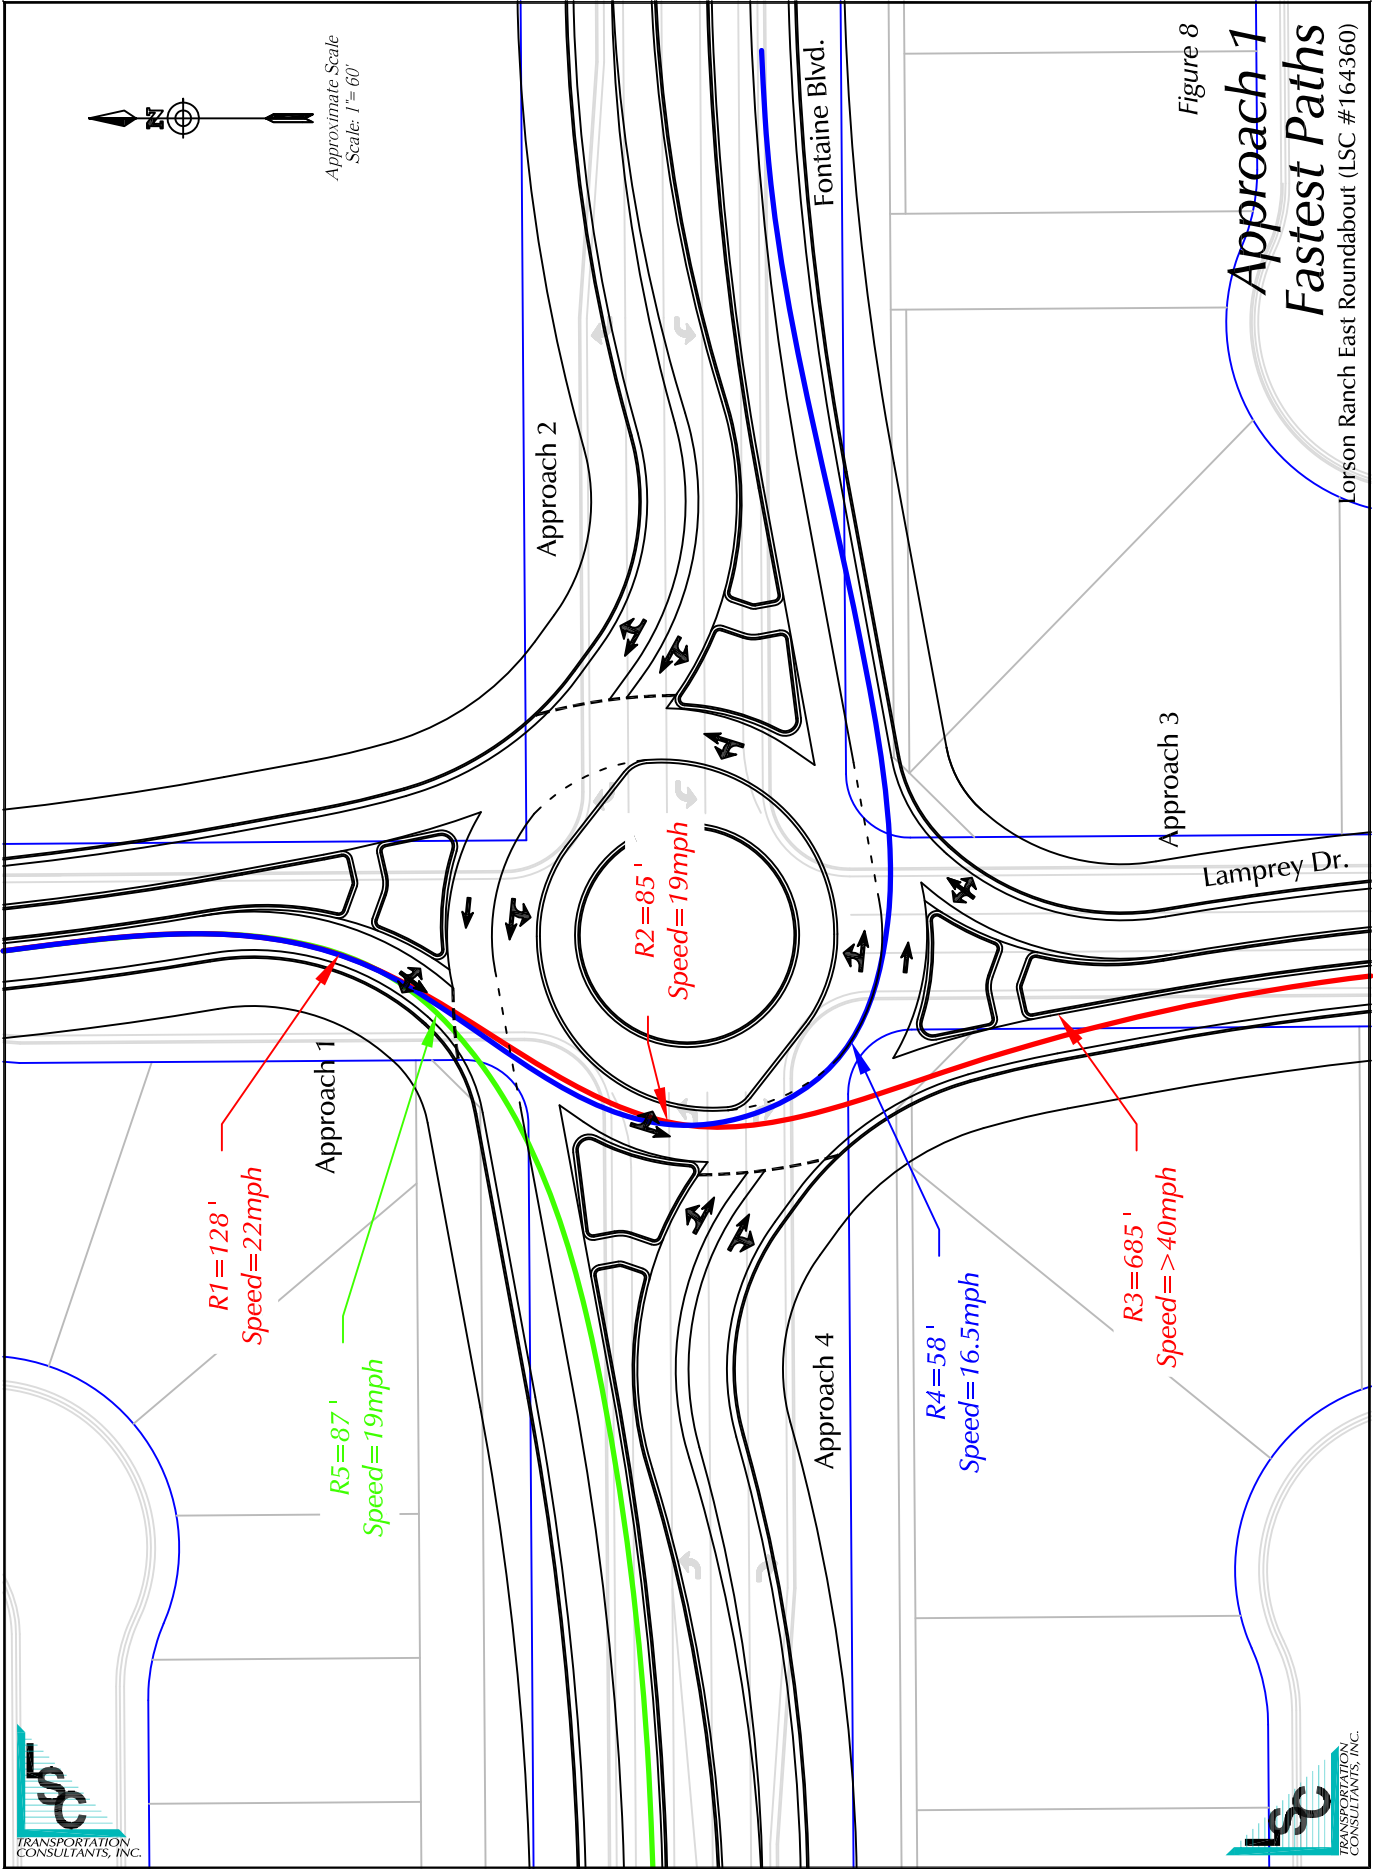 Approximate Scale
Scale: 1"= 60'
N
Figure 8
Approach 1
Fastest Paths
Lorson Ranch East Roundabout (LSC #164360)
Fontaine Blvd.
Approach 2
Approach 3
Lamprey Dr.
R2=85'
Speed=19mph
Approach 1
R1=128'
Speed=22mph
R5=87'
Speed=19mph
Approach 4
R4=58'
Speed=16.5mph
R3=685'
Speed=>40mph
LSC
TRANSPORTATION
CONSULTANTS, INC.
LSC
TRANSPORTATION
CONSULTANTS, INC.